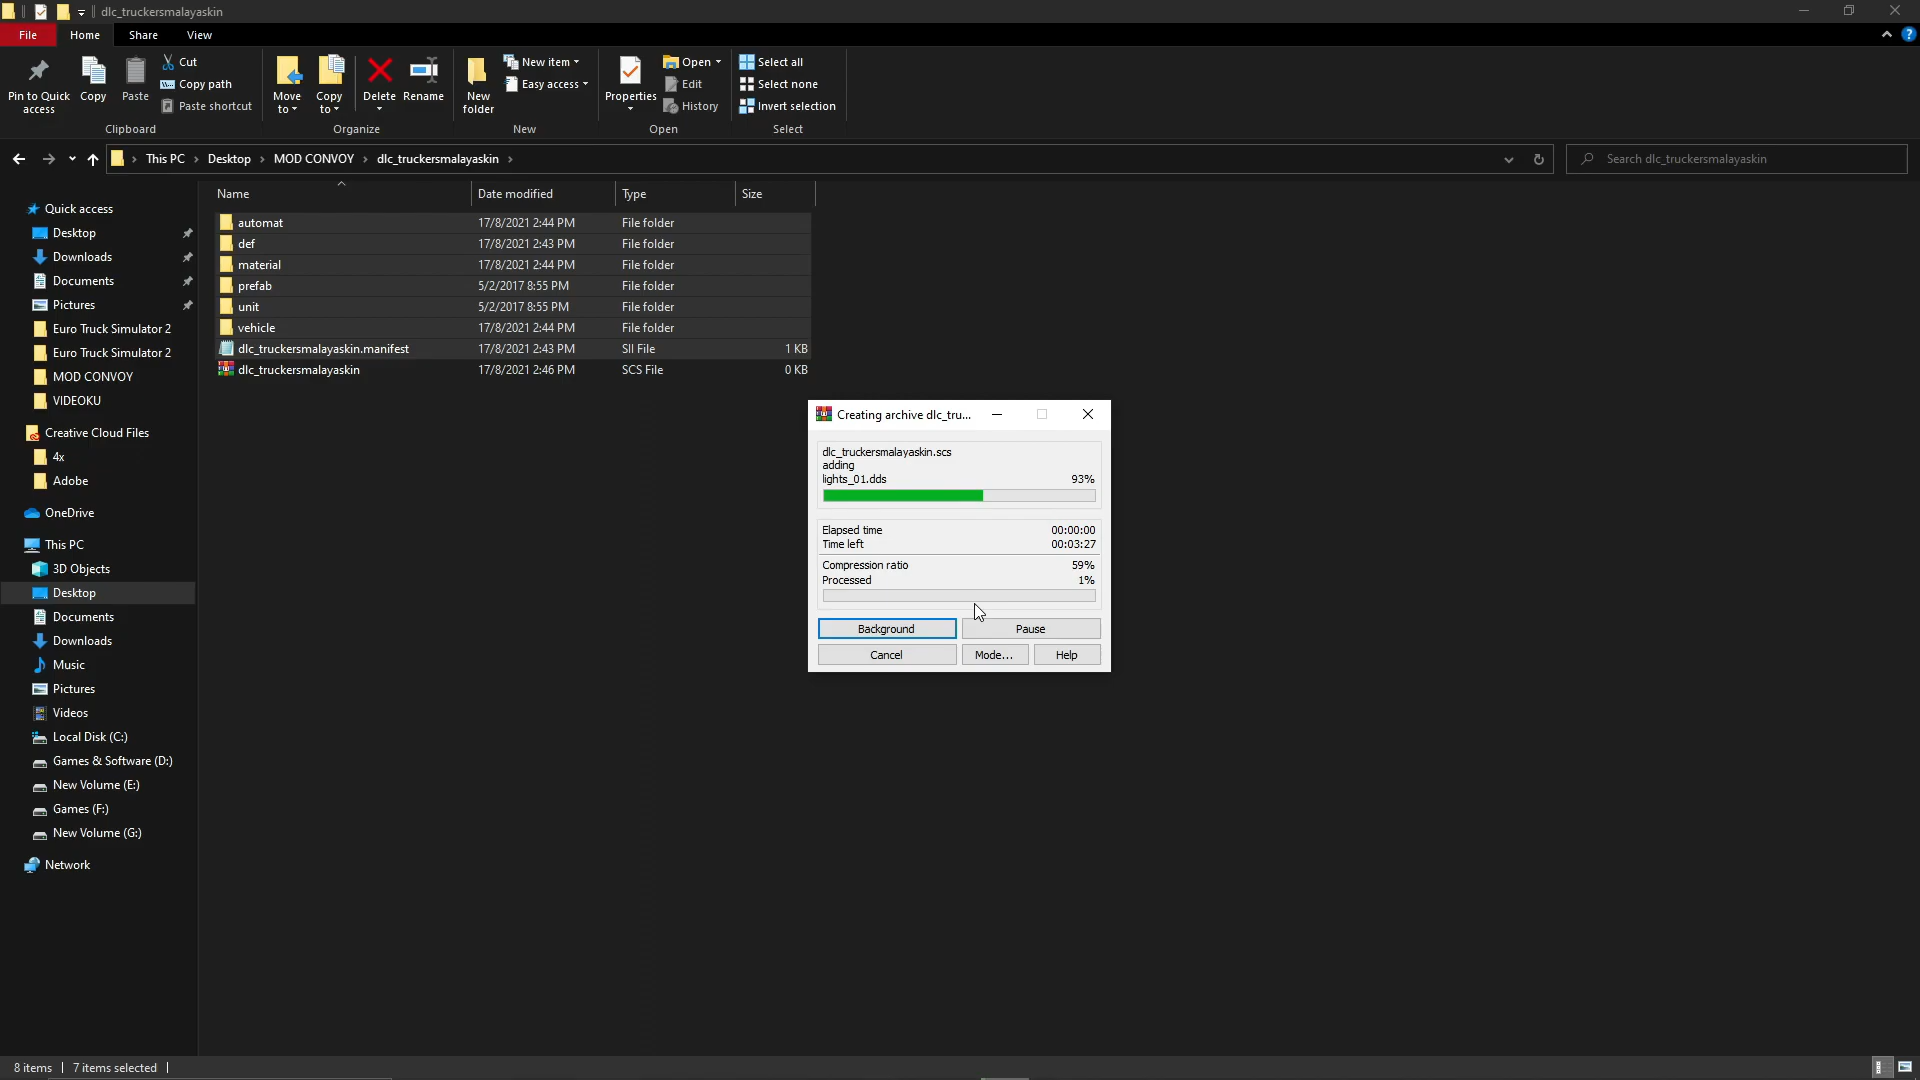 dlc_truckersmalayaskin
File Home Share View
Pin to Quick access
Copy
Paste
Cut
Copy path
Paste shortcut
Clipboard
Move to
Copy to
Delete
Rename
Organize
New folder
New item
Easy access
New
Properties
Open
Edit
History
Open
Select all
Select none
Invert selection
Select
This PC › Desktop › MOD CONVOY › dlc_truckersmalayaskin ›
Search dlc_truckersmalayaskin
Quick access
Desktop
Downloads
Documents
Pictures
Euro Truck Simulator 2
Euro Truck Simulator 2
MOD CONVOY
VIDEOKU
Creative Cloud Files
4x
Adobe
OneDrive
This PC
3D Objects
Desktop
Documents
Downloads
Music
Pictures
Videos
Local Disk (C:)
Games & Software (D:)
New Volume (E:)
Games (F:)
New Volume (G:)
Network
Name Date modified Type Size
automat 17/8/2021 2:44 PM File folder
def 17/8/2021 2:43 PM File folder
material 17/8/2021 2:44 PM File folder
prefab 5/2/2017 8:55 PM File folder
unit 5/2/2017 8:55 PM File folder
vehicle 17/8/2021 2:44 PM File folder
dlc_truckersmalayaskin.manifest 17/8/2021 2:43 PM SII File 1 KB
dlc_truckersmalayaskin 17/8/2021 2:46 PM SCS File 0 KB
Creating archive dlc_tru...
dlc_truckersmalayaskin.scs
adding
lights_01.dds 93%
Elapsed time 00:00:00
Time left 00:03:27
Compression ratio 59%
Processed 1%
Background Pause
Cancel Mode... Help
8 items 7 items selected